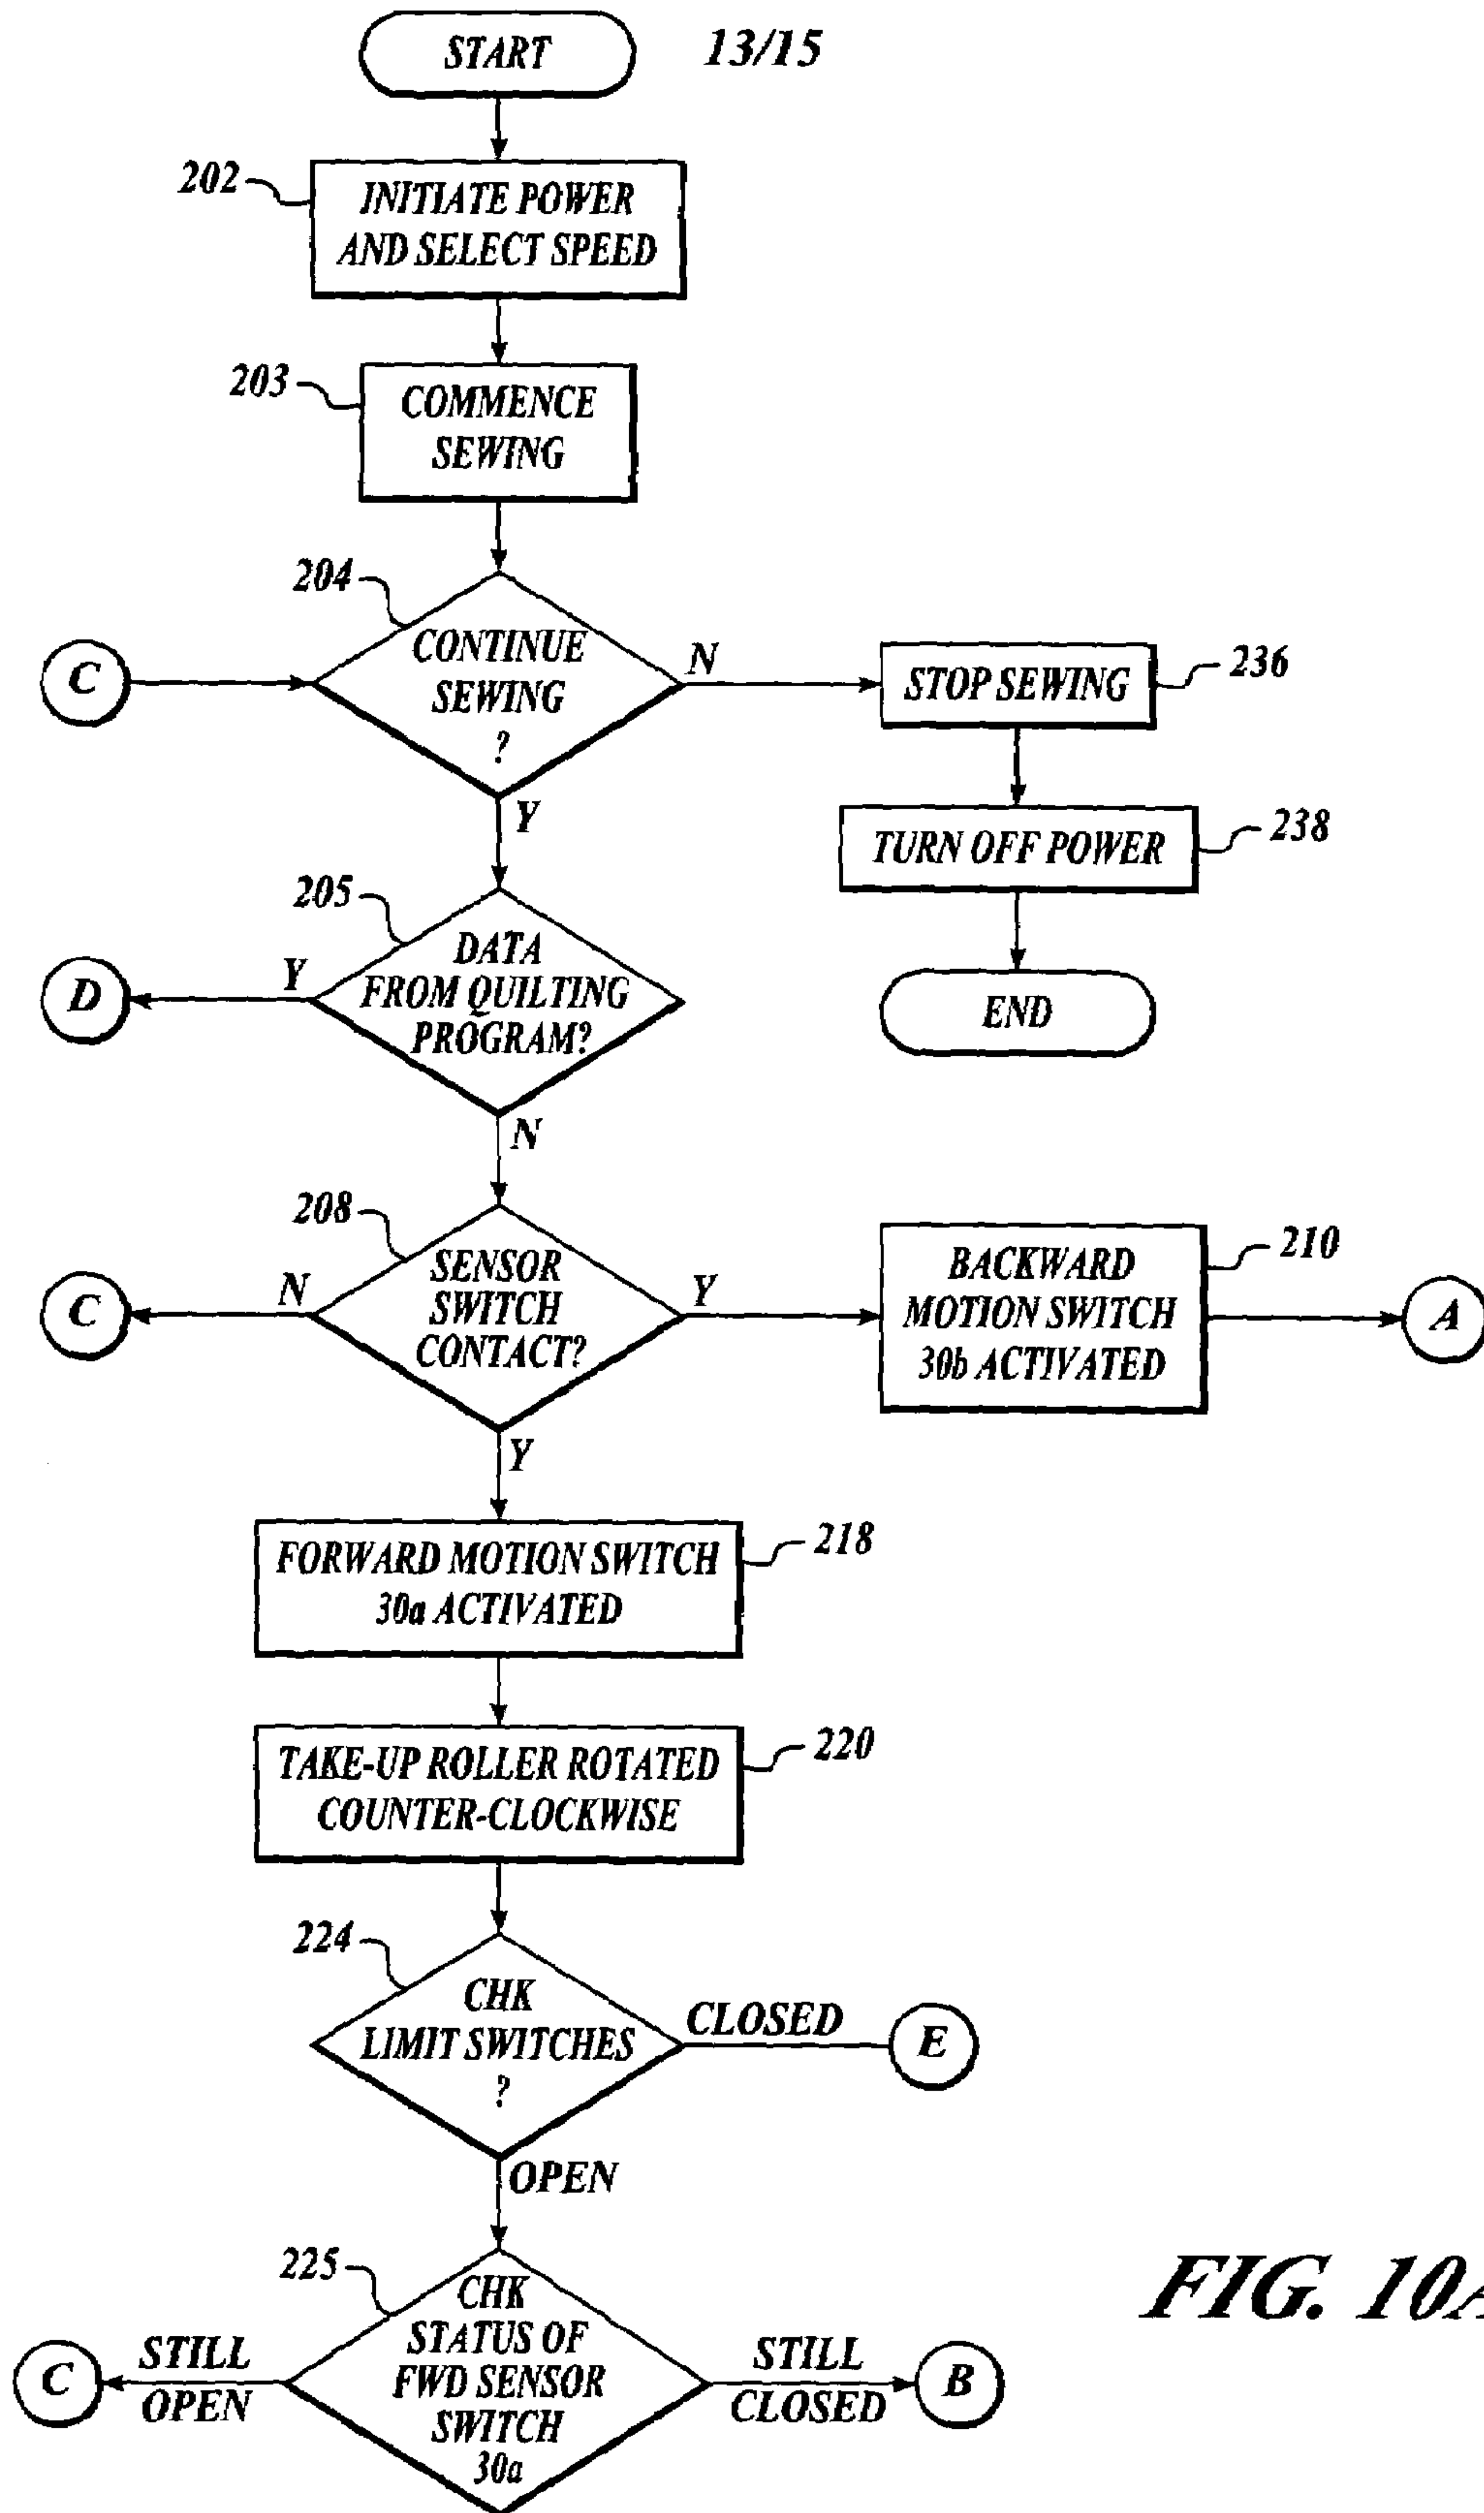 START
13/15
202
INITIATE POWER
AND SELECT SPEED
203
COMMENCE
SEWING
204
CONTINUE
SEWING
?
C
N
STOP SEWING
236
Y
TURN OFF POWER
238
205
DATA
FROM QUILTING
PROGRAM?
Y
D
END
N
208
SENSOR
SWITCH
CONTACT?
N
C
Y
BACKWARD
MOTION SWITCH
30b ACTIVATED
210
A
Y
FORWARD MOTION SWITCH
30a ACTIVATED
218
TAKE-UP ROLLER ROTATED
COUNTER-CLOCKWISE
220
224
CHK
LIMIT SWITCHES
?
CLOSED
E
OPEN
225
CHK
STATUS OF
FWD SENSOR
SWITCH
30a
STILL
OPEN
C
STILL
CLOSED
B
FIG. 10A